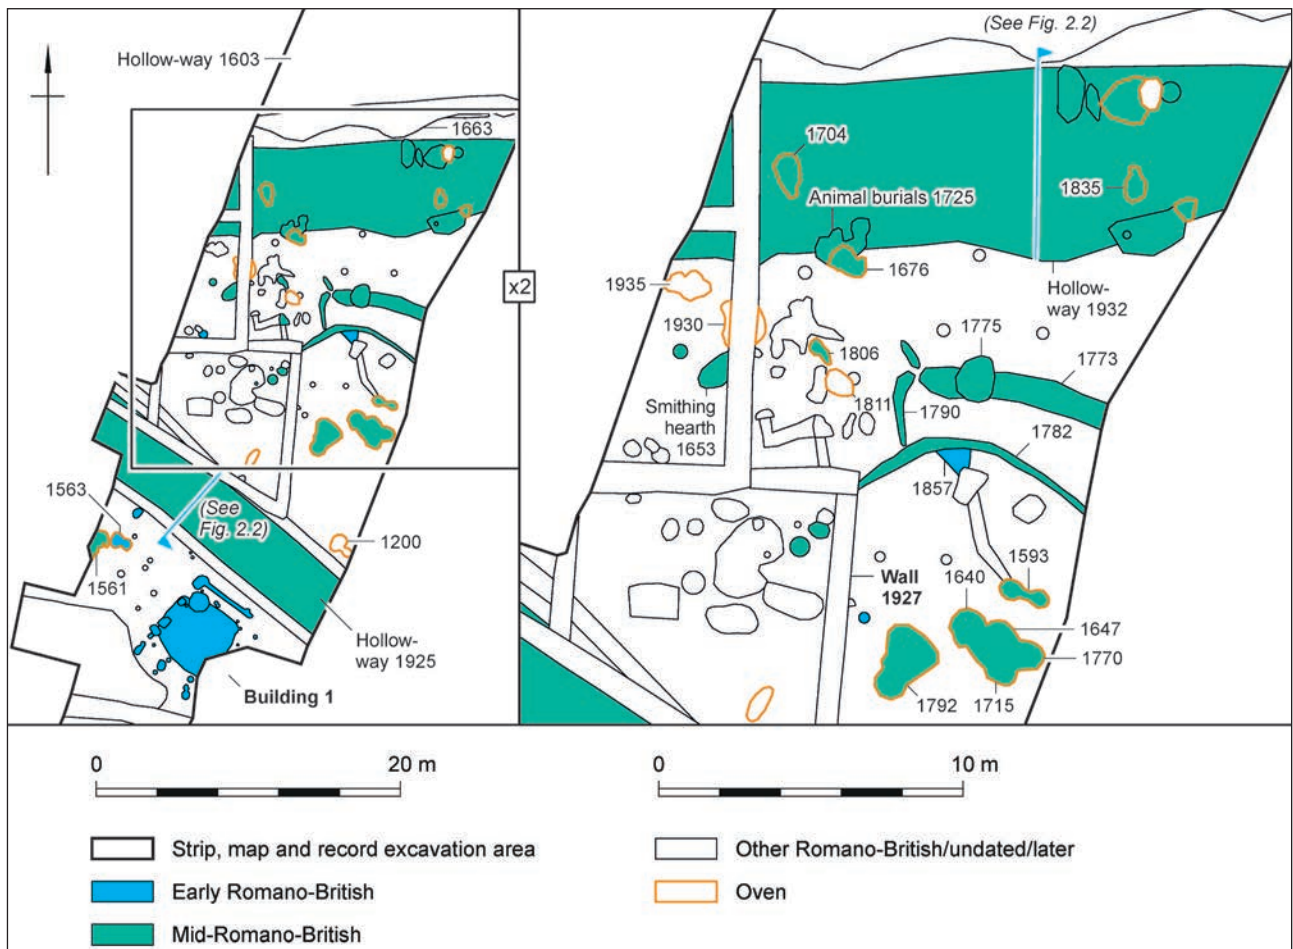 Hollow-way 1603
1663
x2
1563
(See
Fig. 2.2)
1200
1561
Hollow-
way 1925
Building 1
(See Fig. 2.2)
1704
Animal burials 1725
1835
1676
1935
Hollow-
way 1932
1930
1775
1773
1806
1811
1790
Smithing
hearth
1653
1782
1857
1593
Wall
1927
1640
1647
1770
1792
1715
0
20 m
0
10 m
Strip, map and record excavation area
Early Romano-British
Mid-Romano-British
Other Romano-British/undated/later
Oven